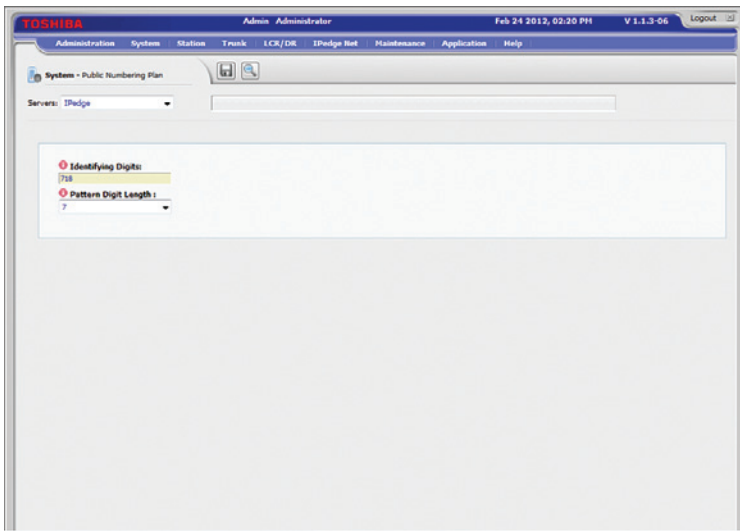 TOSHIBA
Admin Administrator
Feb 24 2012, 02:20 PM
V 1.1.3-06
Logout
Administration System Station Trunk LCR/DR IPedge Net Maintenance Application Help
System - Public Numbering Plan
Servers: IPedge
Identifying Digits:
718
Pattern Digit Length :
7